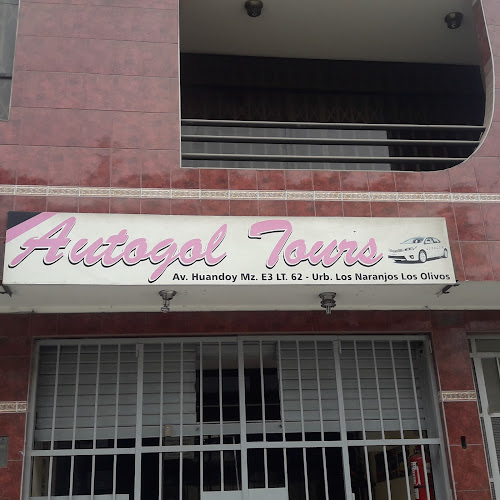 Autogol Tours
Av. Huandoy Mz. E3 LT. 62 - Urb. Los Naranjos Los Olivos